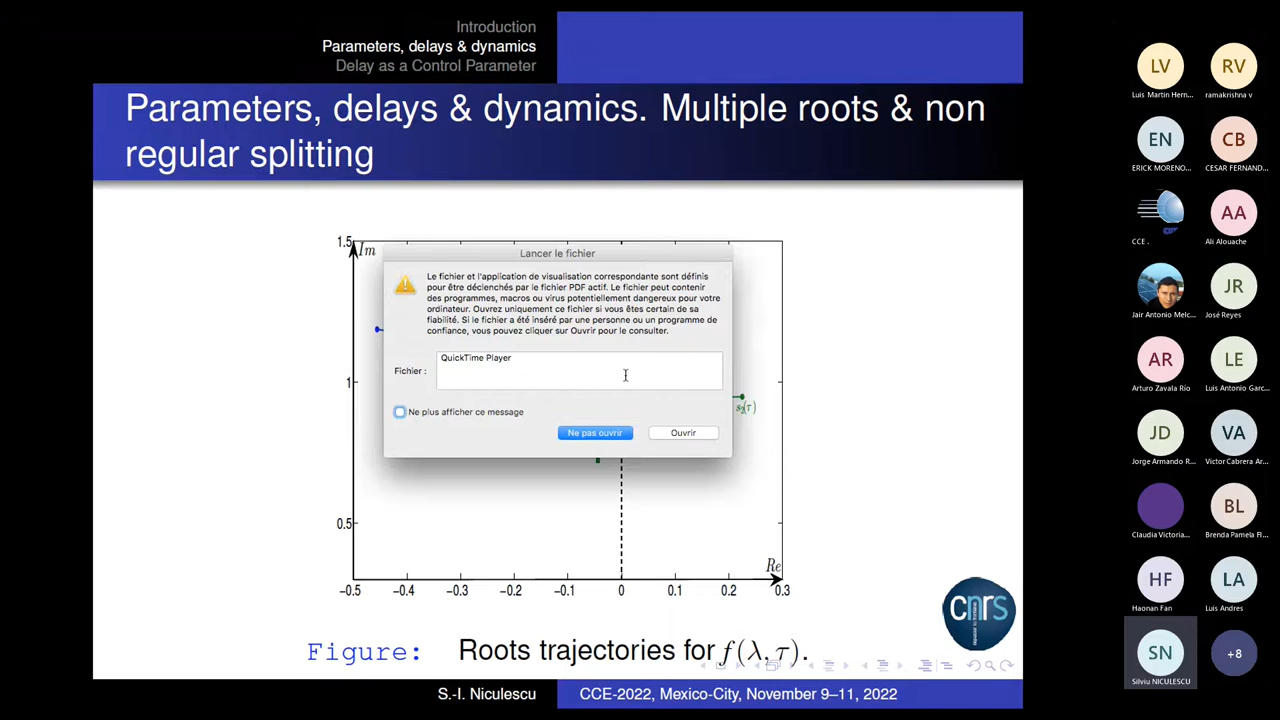 Introduction
Parameters, delays & dynamics
Delay as a Control Parameter
Parameters, delays & dynamics. Multiple roots & non
regular splitting
1.5
Im
Lancer le fichier
Le fichier et l'application de visualisation correspondante sont définis
pour être déclenchés par le fichier PDF actif. Le fichier peut contenir
des programmes, macros ou virus potentiellement dangereux pour votre
ordinateur. Ouvrez uniquement ce fichier si vous êtes certain de sa
fiabilité. Si le fichier a été inséré par une personne ou un programme de
confiance, vous pouvez cliquer sur Ouvrir pour le consulter.
Fichier :
QuickTime Player
Ne plus afficher ce message
Ne pas ouvrir
Ouvrir
1
s2(τ)
0.5
Re
−0.5 −0.4 −0.3 −0.2 −0.1 0 0.1 0.2 0.3
cnrs
Figure: Roots trajectories for f(λ, τ).
S.-I. Niculescu
CCE-2022, Mexico-City, November 9–11, 2022
LV
Luis Martin Hern...
RV
ramakrishna v
EN
ERICK MORENO...
CB
CESAR FERNAND...
CCE .
AA
Ali Alouache
Jair Antonio Melc...
JR
José Reyes
AR
Arturo Zavala Río
LE
Luis Antonio Garc...
JD
Jorge Armando R...
VA
Victor Cabrera Ar...
Claudia Victoria...
BL
Brenda Pamela Fl...
HF
Haonan Fan
LA
Luis Andres
SN
Silviu NICULESCU
+8